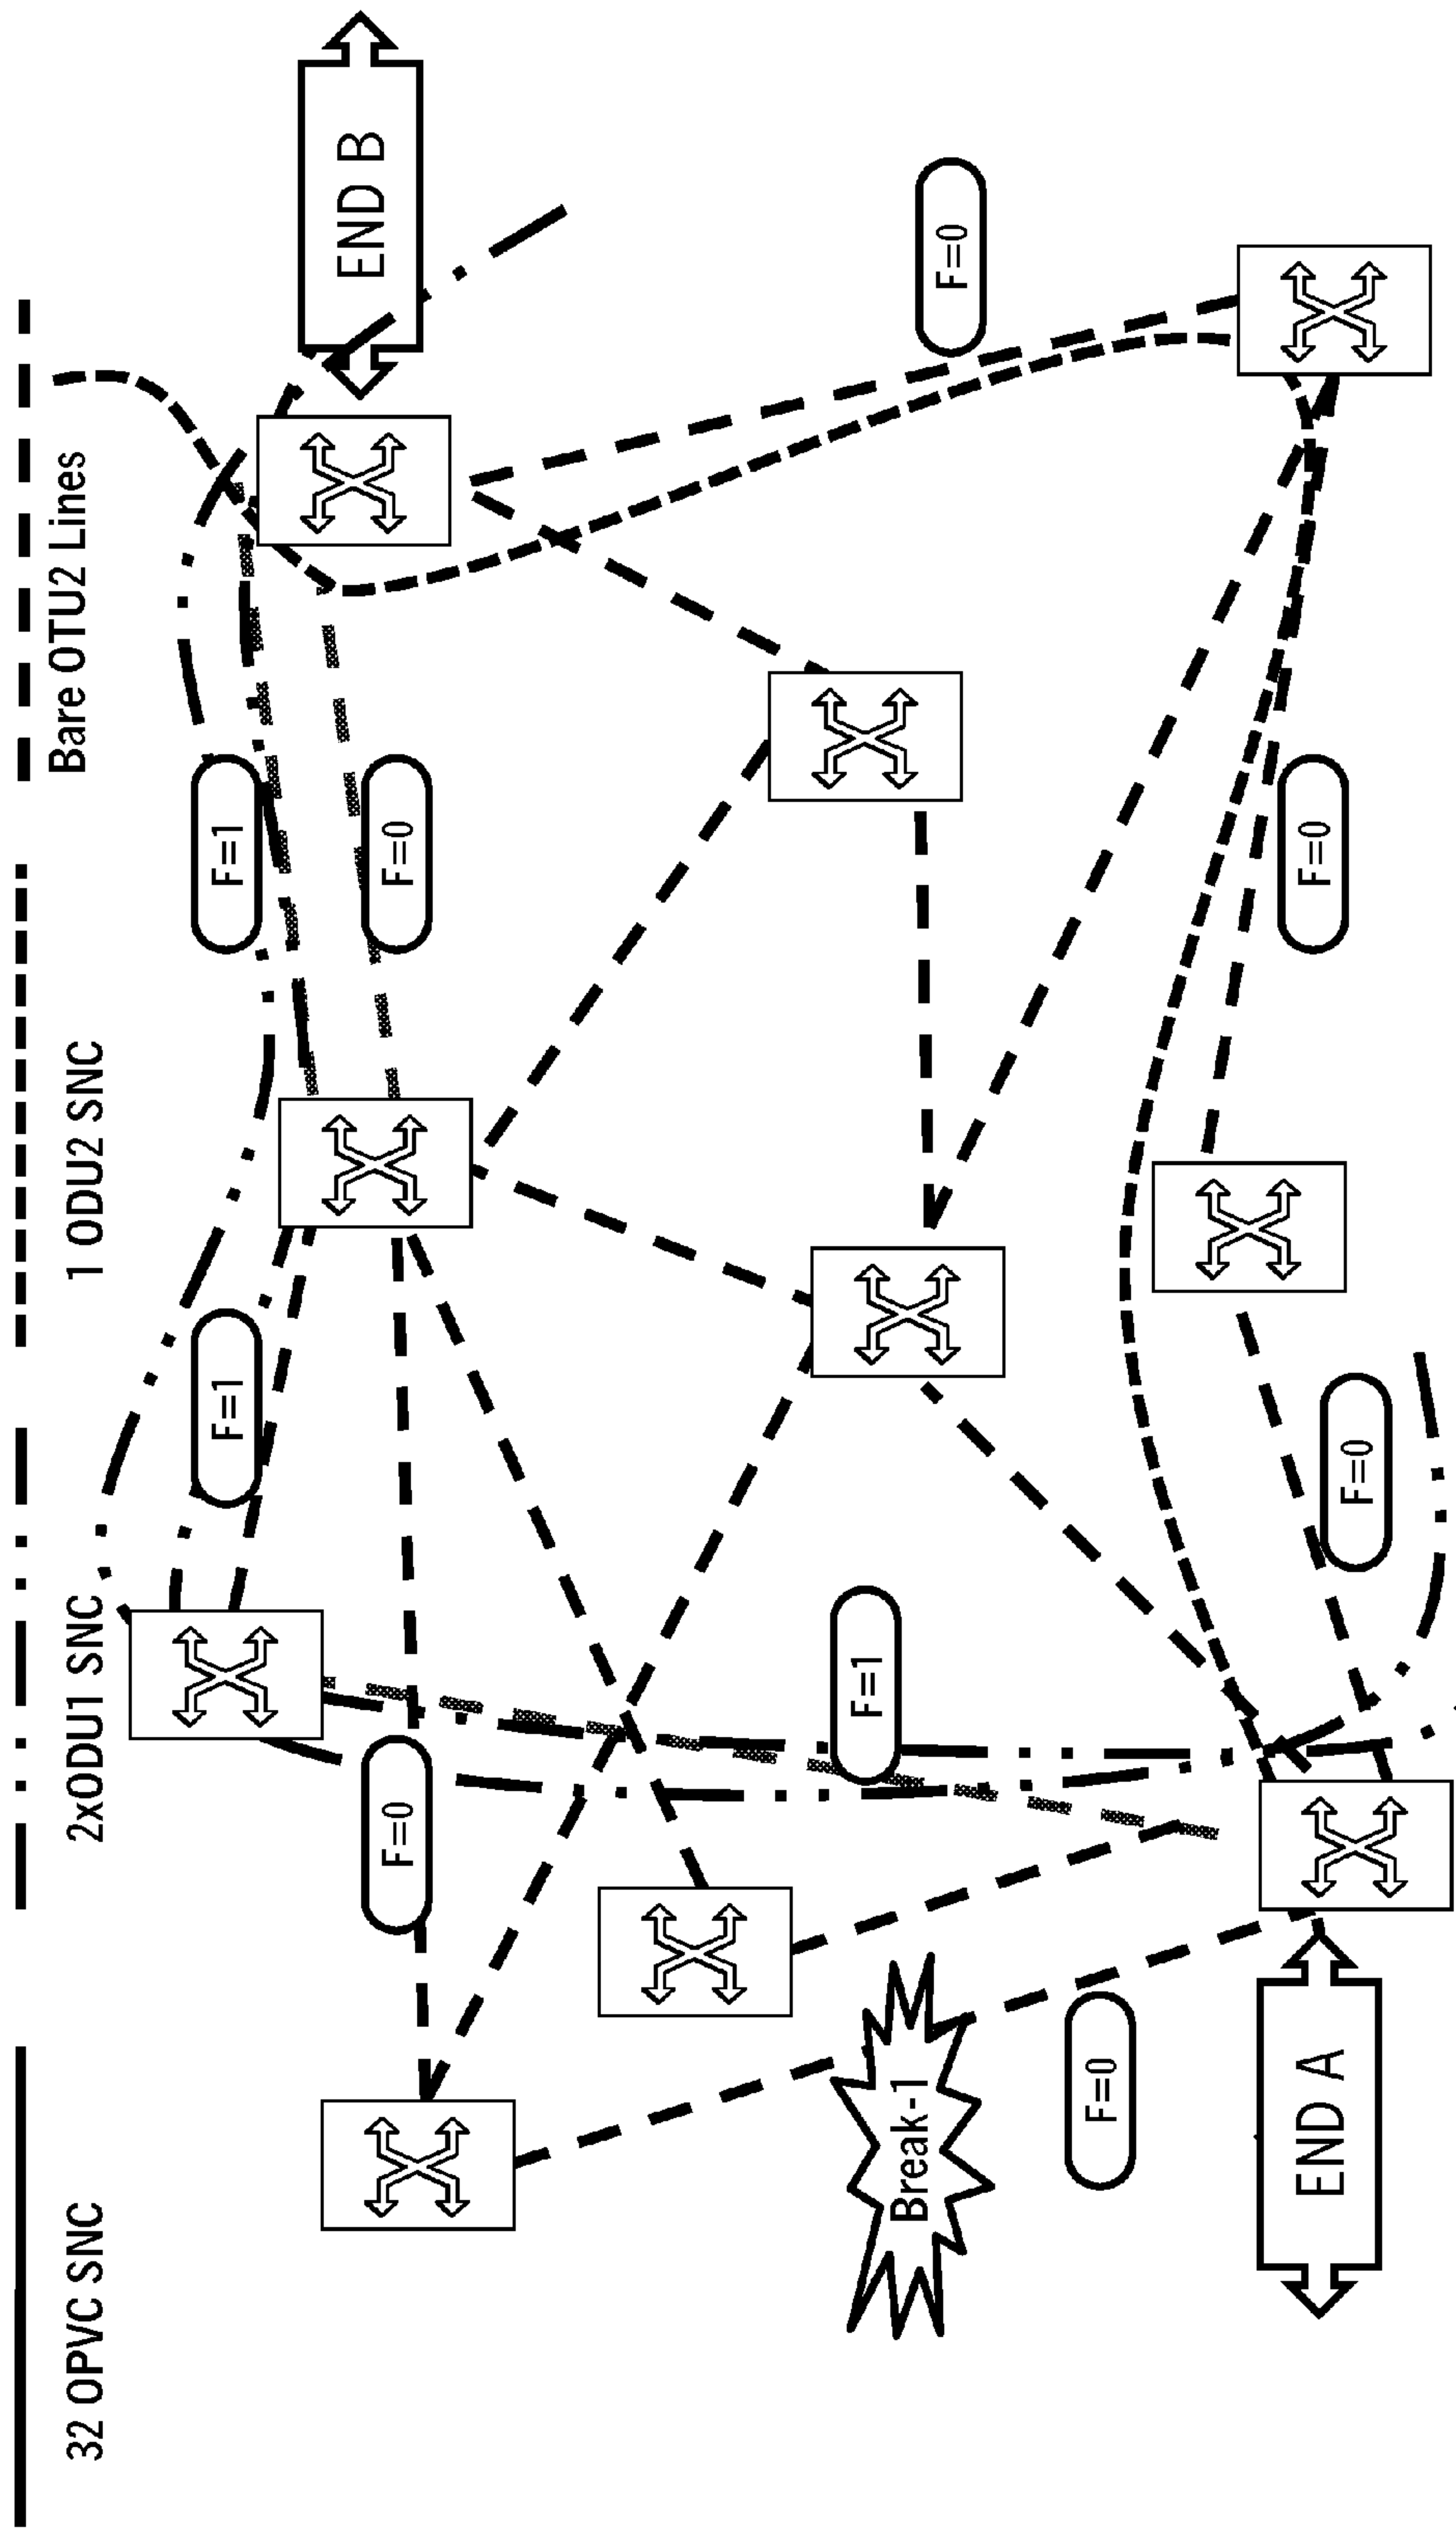 32 OPVC SNC
2xODU1 SNC
1 ODU2 SNC
Bare OTU2 Lines
F=1
F=1
END B
F=0
F=0
F=1
Break-1
F=0
F=0
END A
F=0
F=0